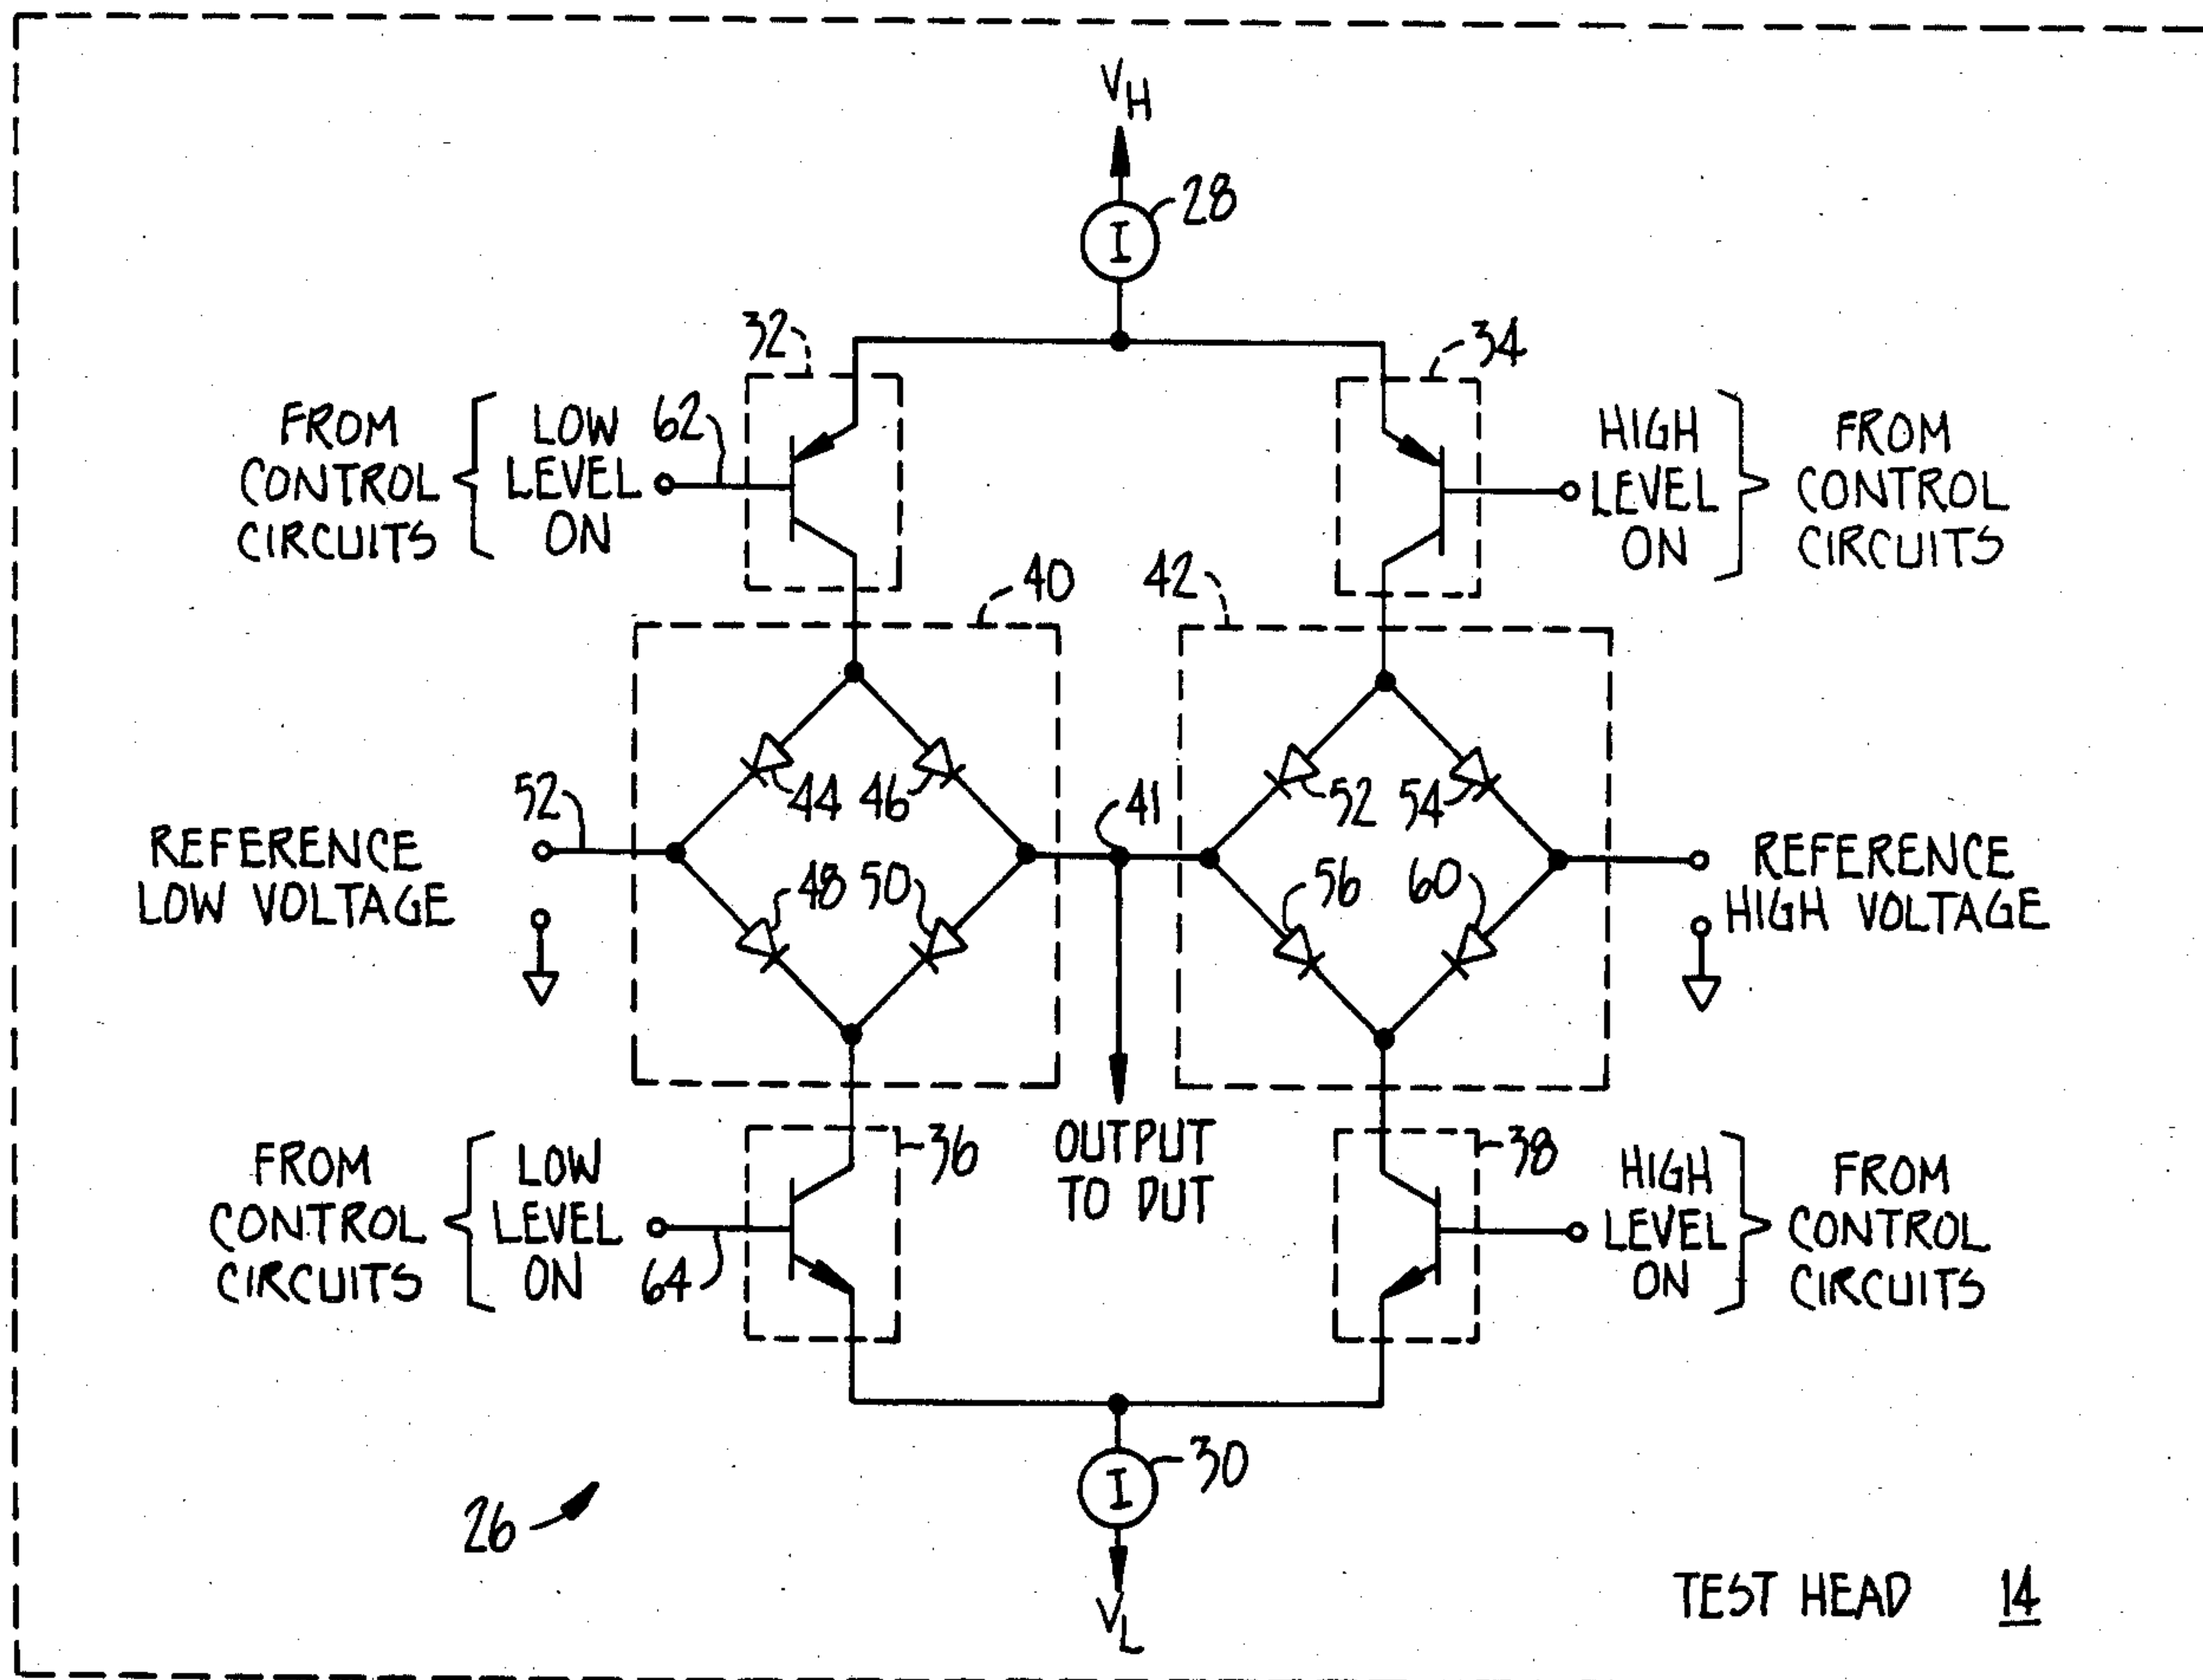 VH
I
28
32
34
FROM
CONTROL
CIRCUITS
LOW
LEVEL
ON
62
HIGH
LEVEL
ON
FROM
CONTROL
CIRCUITS
40
42
52
REFERENCE
LOW VOLTAGE
44
46
48
50
41
52
54
56
60
REFERENCE
HIGH VOLTAGE
FROM
CONTROL
CIRCUITS
LOW
LEVEL
ON
64
36
OUTPUT
TO DUT
38
HIGH
LEVEL
ON
FROM
CONTROL
CIRCUITS
I
30
26
VL
TEST HEAD 14